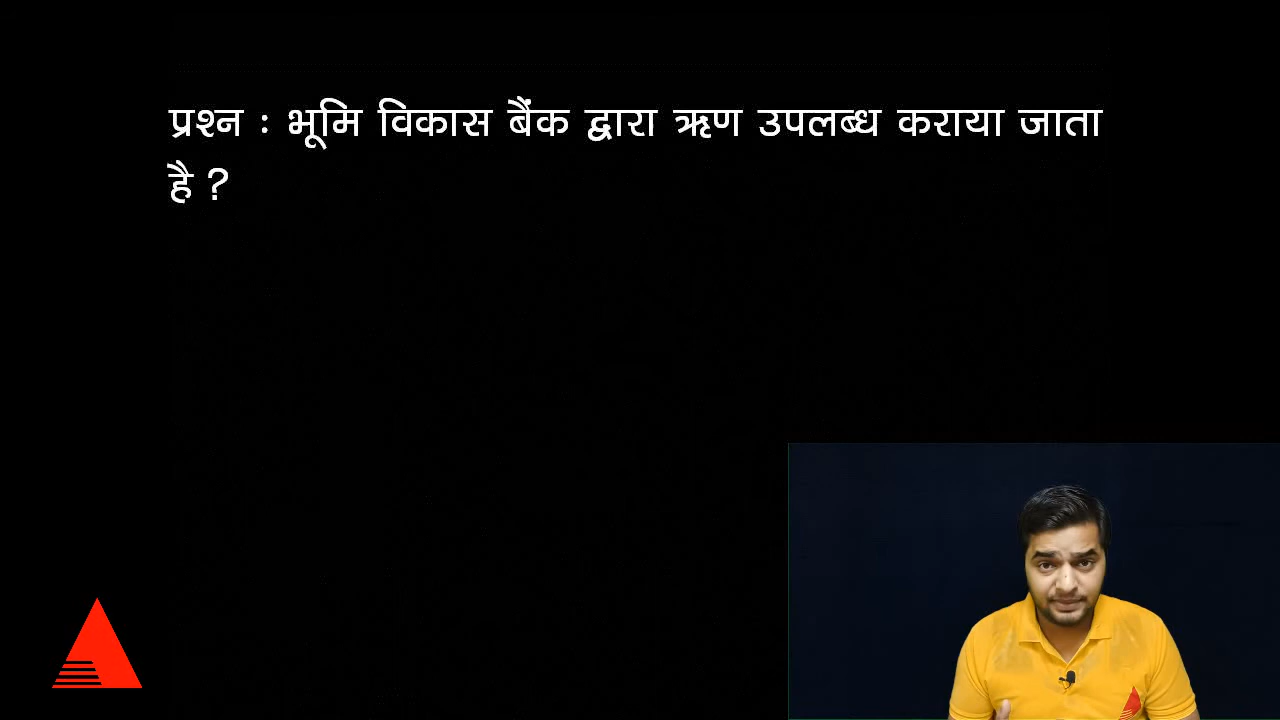 प्रश्न : भूमि विकास बैंक द्वारा ऋण उपलब्ध कराया जाता
है ?